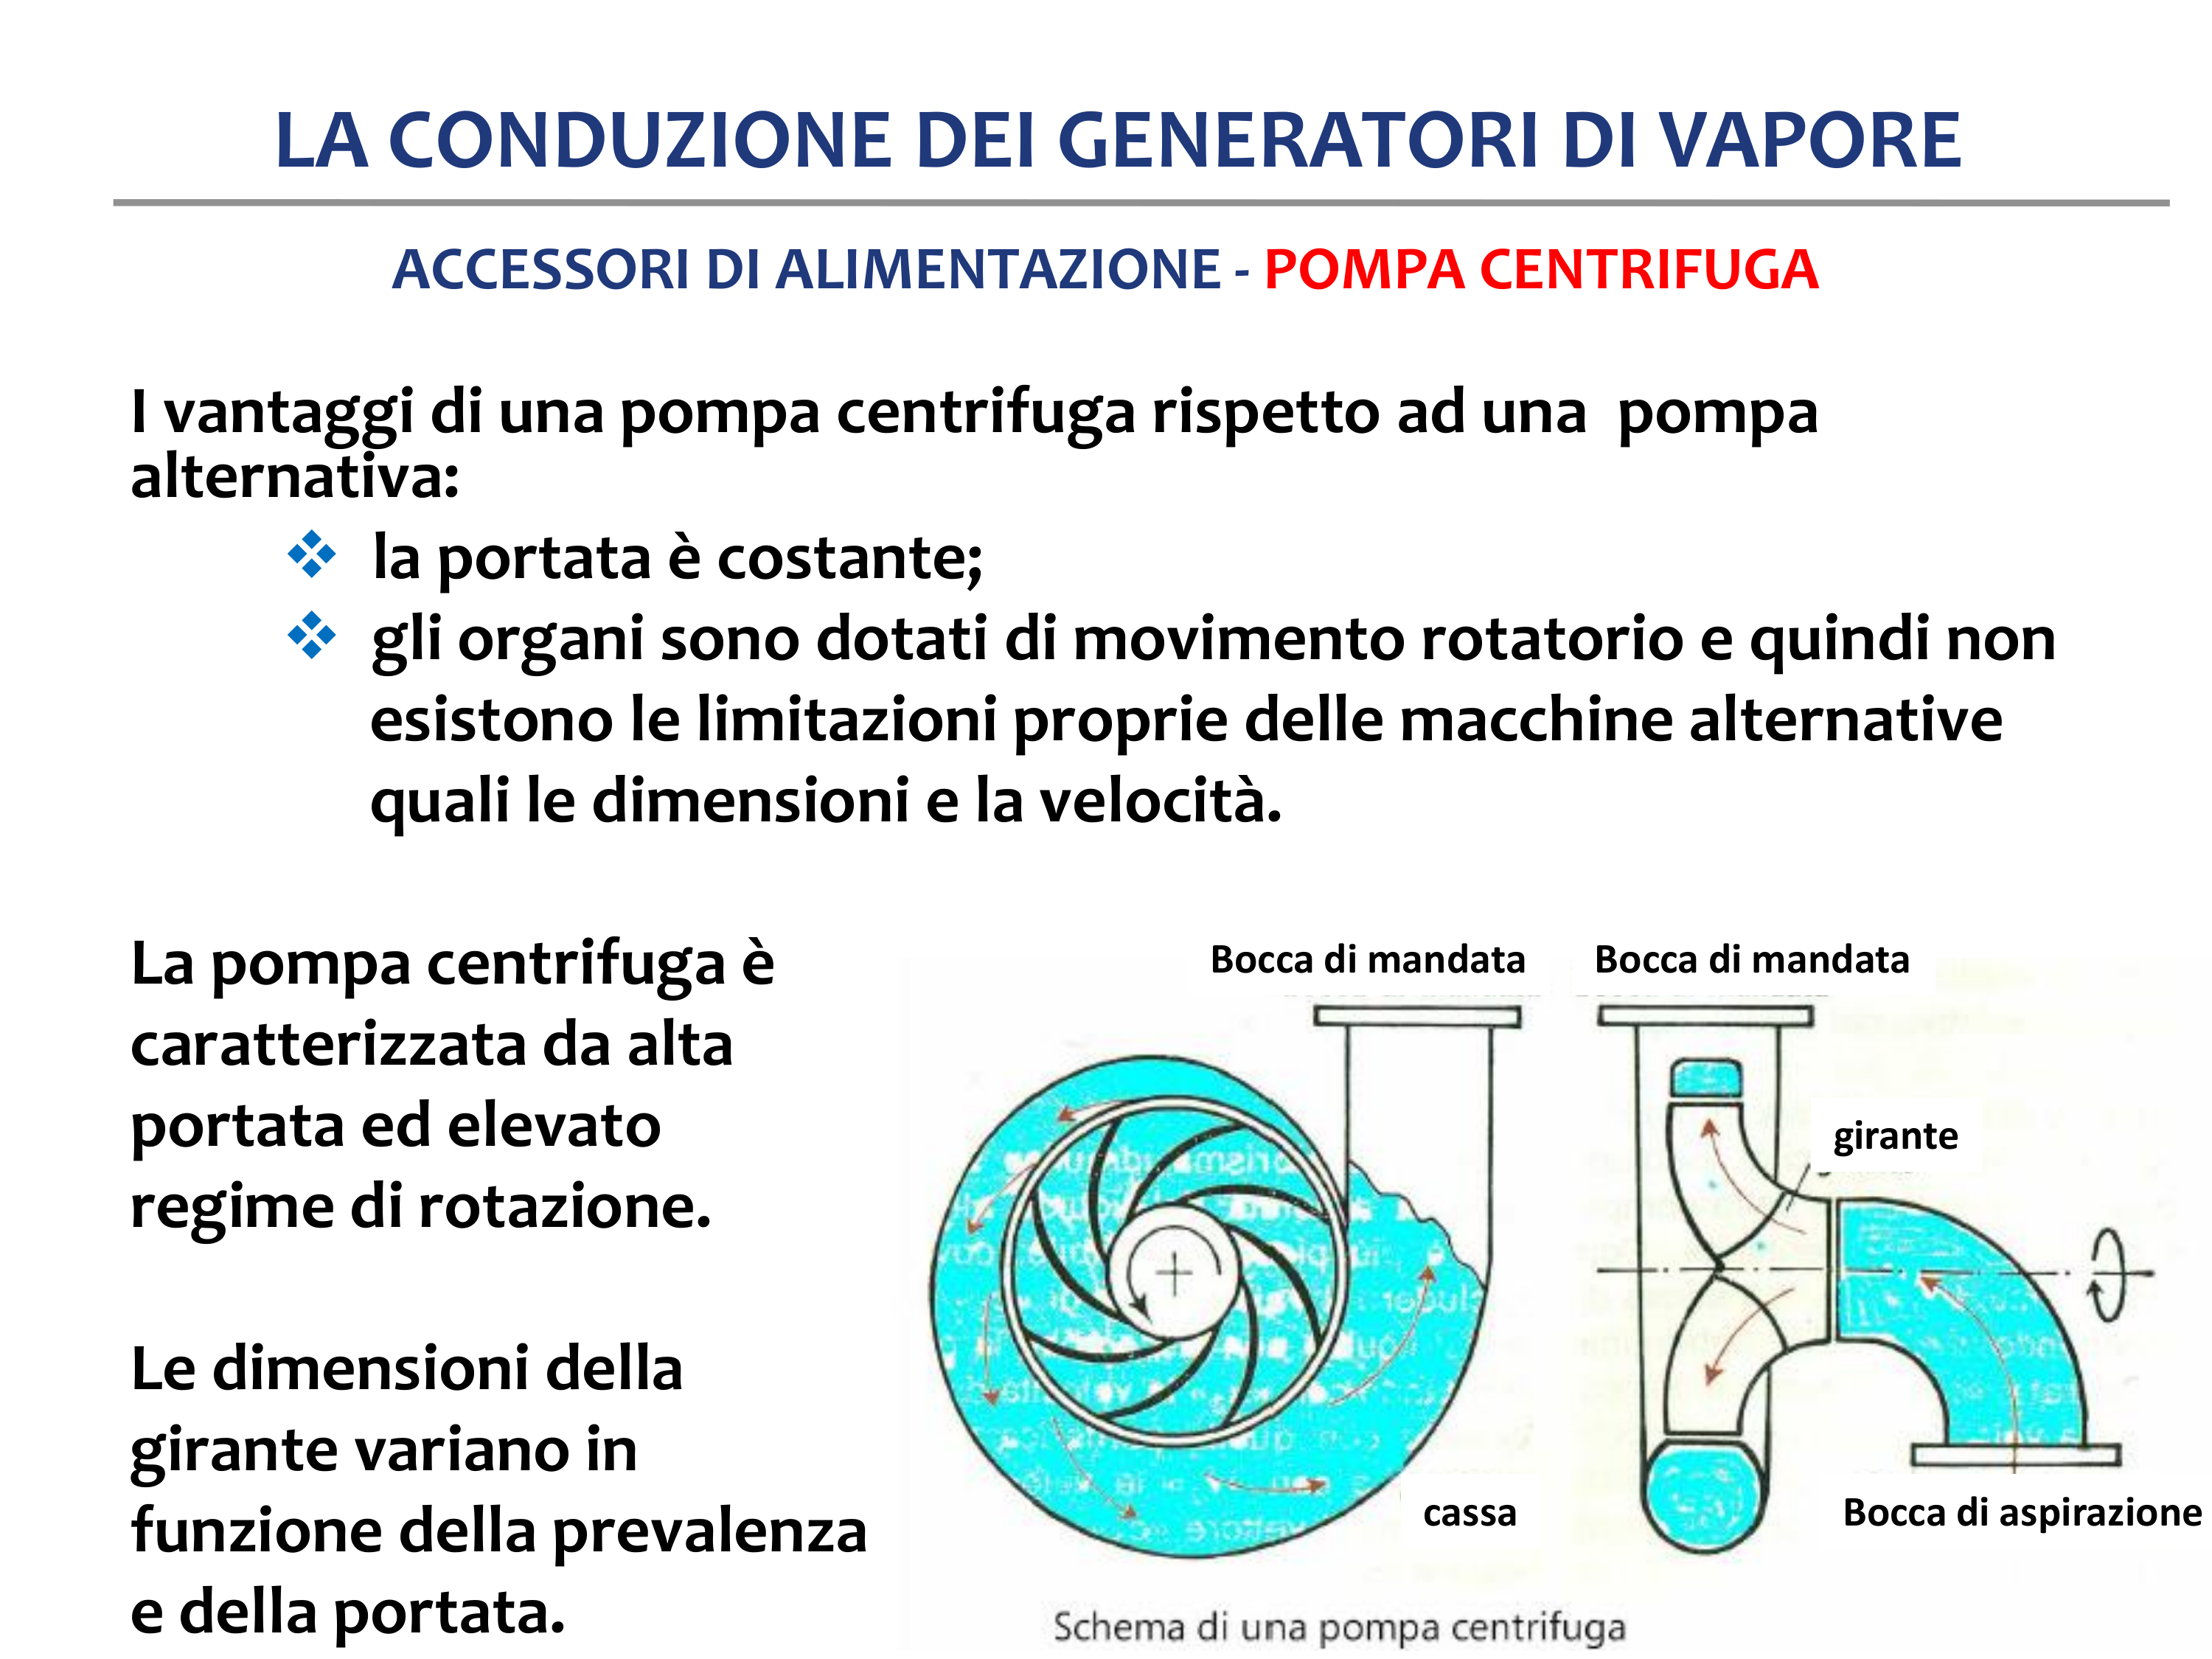 LA CONDUZIONE DEI GENERATORI DI VAPORE
ACCESSORI DI ALIMENTAZIONE - POMPA CENTRIFUGA
I vantaggi di una pompa centrifuga rispetto ad una pompa
alternativa:
❖ la portata è costante;
❖ gli organi sono dotati di movimento rotatorio e quindi non
esistono le limitazioni proprie delle macchine alternative
quali le dimensioni e la velocità.
La pompa centrifuga è
caratterizzata da alta
portata ed elevato
regime di rotazione.
Le dimensioni della
girante variano in
funzione della prevalenza
e della portata.
Bocca di mandata
Bocca di mandata
girante
cassa
Bocca di aspirazione
Schema di una pompa centrifuga